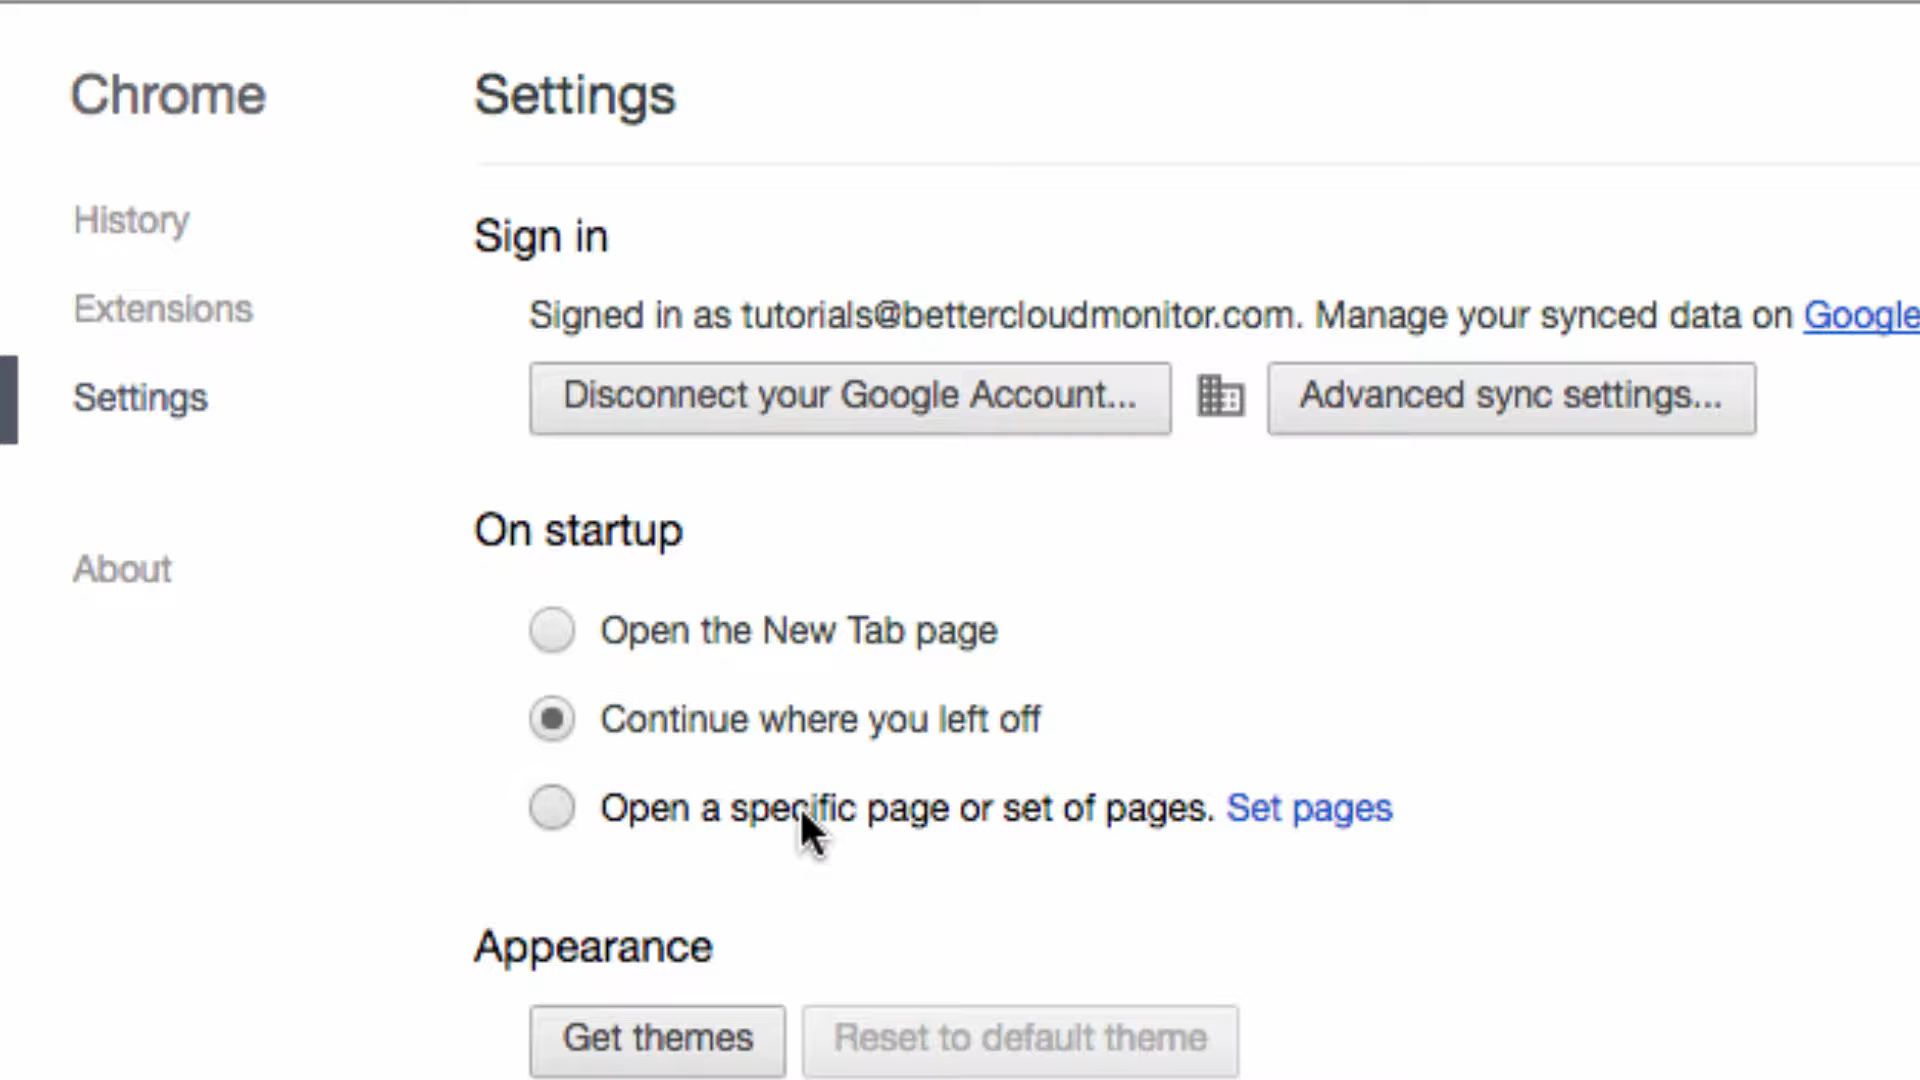 Chrome
History
Extensions
Settings
About
Settings
Sign in
Signed in as tutorials@bettercloudmonitor.com. Manage your synced data on Google
Disconnect your Google Account... Advanced sync settings...
On startup
Open the New Tab page
Continue where you left off
Open a specific page or set of pages. Set pages
Appearance
Get themes Reset to default theme